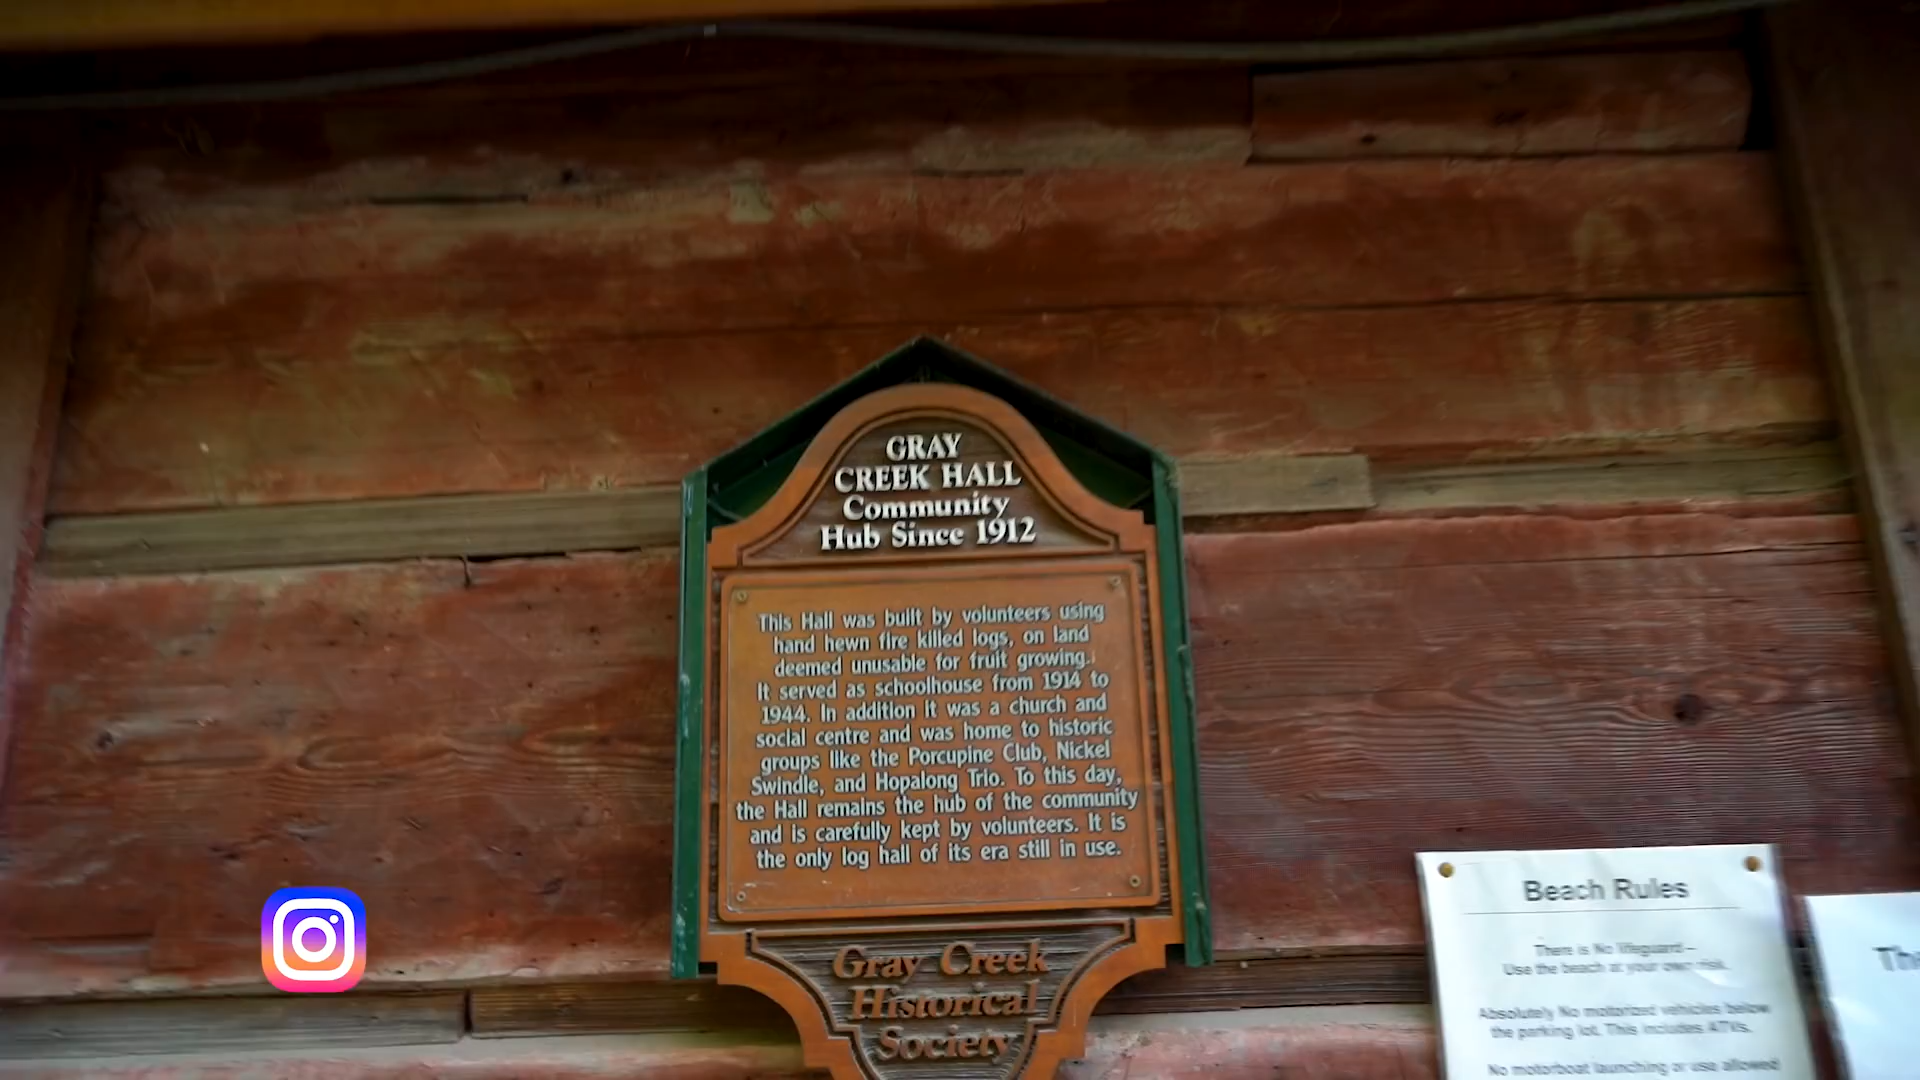 GRAY
CREEK HALL
Community
Hub Since 1912
This Hall was built by volunteers using
hand hewn fire killed logs, on land
deemed unusable for fruit growing.
It served as schoolhouse from 1914 to
1944. In addition it was a church and
social centre and was home to historic
groups like the Porcupine Club, Nickel
Swindle, and Hopalong Trio. To this day,
the Hall remains the hub of the community
and is carefully kept by volunteers. It is
the only log hall of its era still in use.
Gray Creek
Historical
Society
Beach Rules
There is No lifeguard –
Use the beach at your own risk.
Absolutely No motorized vehicles below
the parking lot. This includes ATVs.
No motorboat launching or use allowed